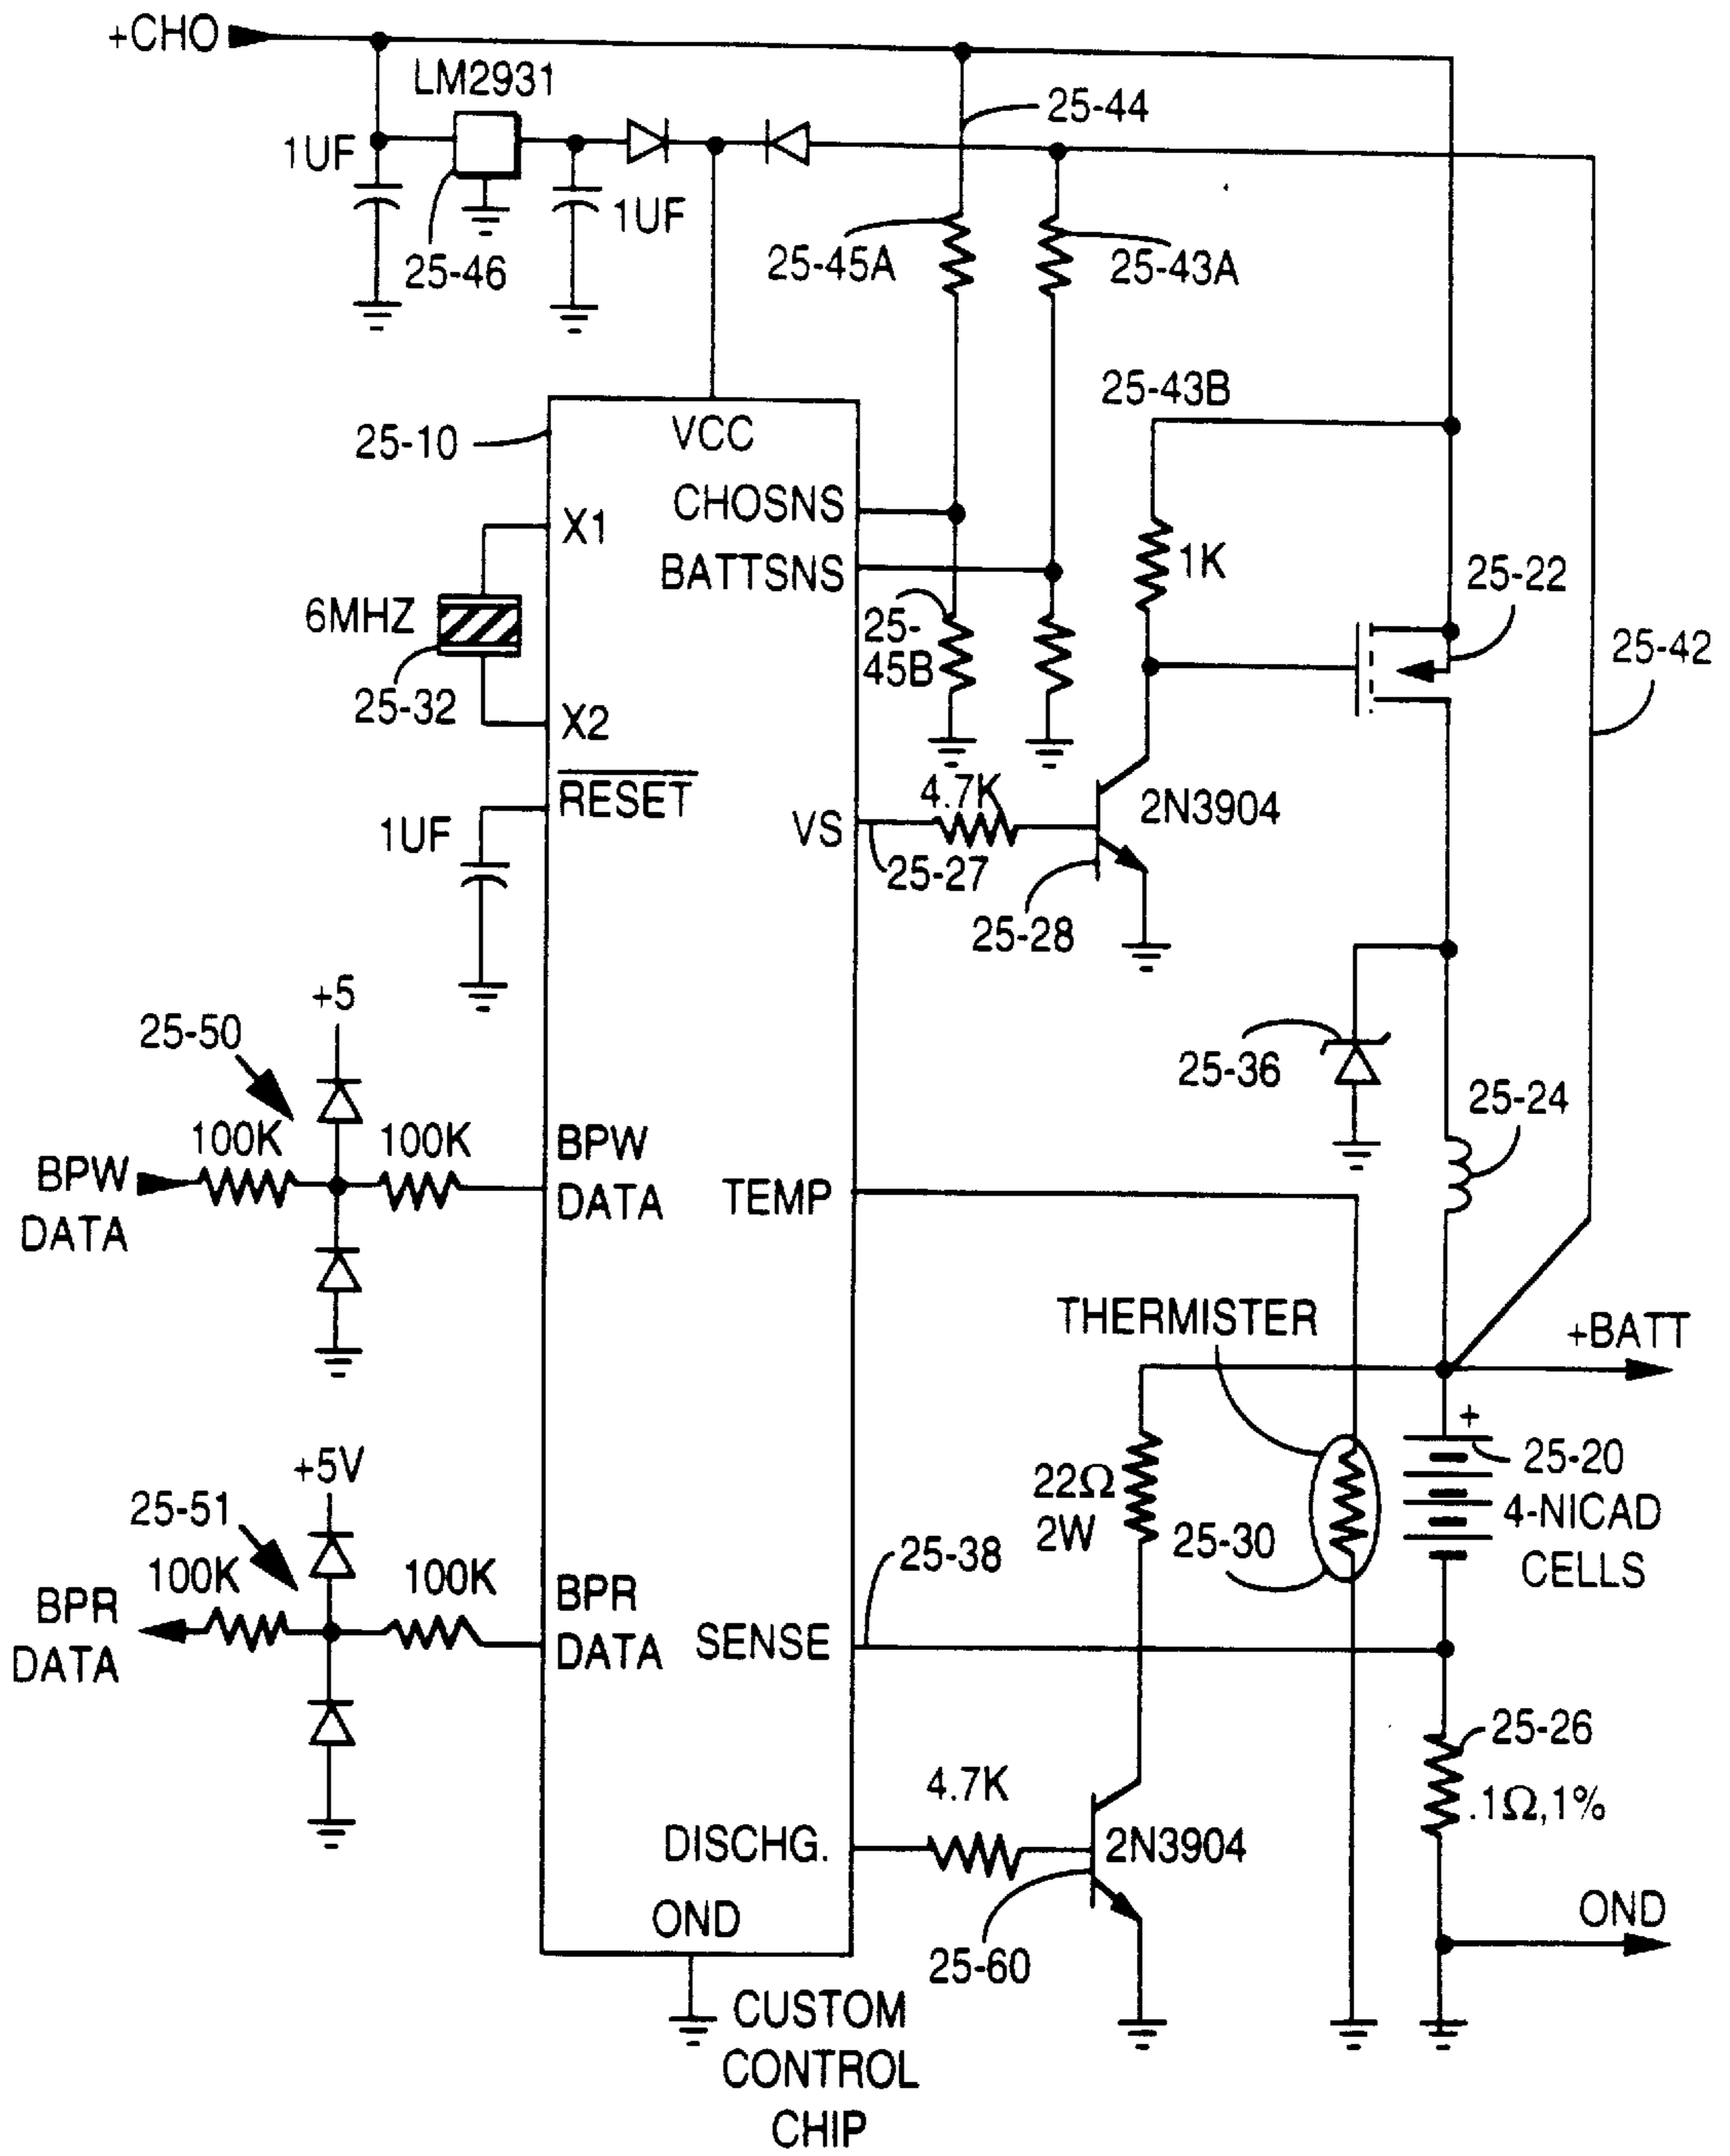 +CHO
LM2931
1UF
25-44
1UF
25-45A
25-43A
25-46
25-43B
25-10
VCC
CHOSNS
X1
BATTSNS
1K
25-22
6MHZ
25-
45B
25-42
25-32
X2
RESET
4.7K
2N3904
1UF
VS
25-27
25-28
+5
25-50
25-36
25-24
100K
100K
BPW
DATA
BPW
DATA
TEMP
THERMISTER
+BATT
+
25-20
4-NICAD
CELLS
+5V
22Ω
2W
25-51
25-38
25-30
100K
100K
BPR
DATA
BPR
DATA
SENSE
25-26
.1Ω,1%
4.7K
DISCHG.
2N3904
OND
OND
25-60
CUSTOM
CONTROL
CHIP